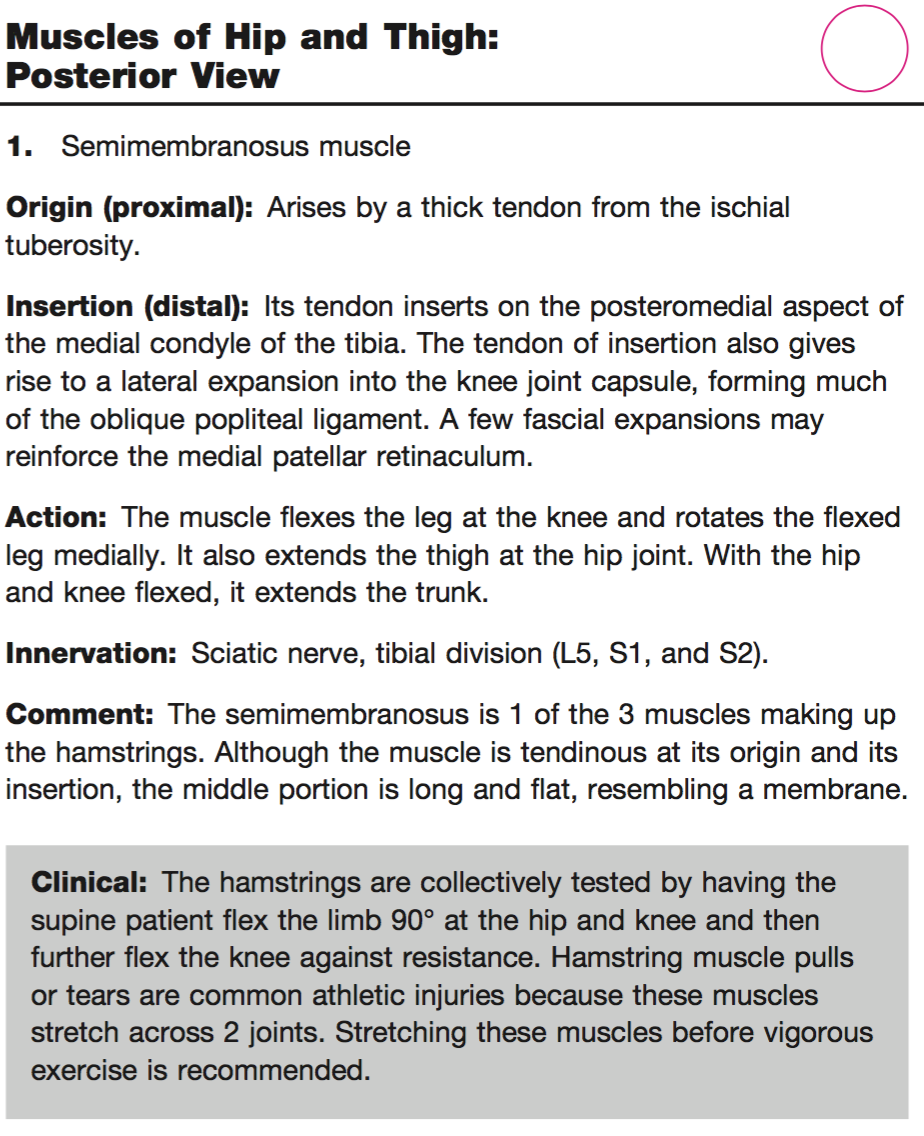 Muscles of Hip and Thigh:
Posterior View
1. Semimembranosus muscle
Origin (proximal): Arises by a thick tendon from the ischial
tuberosity.
Insertion (distal): Its tendon inserts on the posteromedial aspect of
the medial condyle of the tibia. The tendon of insertion also gives
rise to a lateral expansion into the knee joint capsule, forming much
of the oblique popliteal ligament. A few fascial expansions may
reinforce the medial patellar retinaculum.
Action: The muscle flexes the leg at the knee and rotates the flexed
leg medially. It also extends the thigh at the hip joint. With the hip
and knee flexed, it extends the trunk.
Innervation: Sciatic nerve, tibial division (L5, S1, and S2).
Comment: The semimembranosus is 1 of the 3 muscles making up
the hamstrings. Although the muscle is tendinous at its origin and its
insertion, the middle portion is long and flat, resembling a membrane.
Clinical: The hamstrings are collectively tested by having the
supine patient flex the limb 90° at the hip and knee and then
further flex the knee against resistance. Hamstring muscle pulls
or tears are common athletic injuries because these muscles
stretch across 2 joints. Stretching these muscles before vigorous
exercise is recommended.